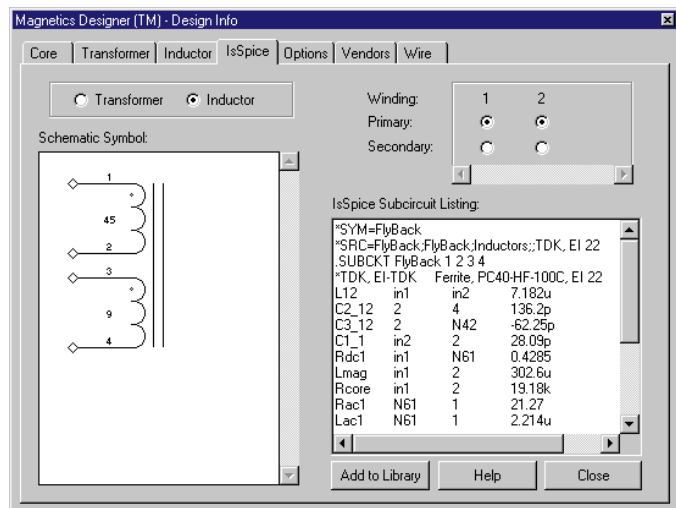 Magnetics Designer (TM) - Design Info
Core Transformer Inductor IsSpice Options Vendors Wire
Transformer Inductor
Winding: 1 2
Primary:
Secondary:
Schematic Symbol:
1
45
2
3
9
4
IsSpice Subcircuit Listing:
*SYM=FlyBack
*SRC=FlyBack;FlyBack;Inductors;;TDK, EI 22
.SUBCKT FlyBack 1 2 3 4
*TDK, EI-TDK Ferrite, PC40-HF-100C, EI 22
L12 in1 in2 7.182u
C2_12 2 4 136.2p
C3_12 2 N42 -62.25p
C1_1 in2 2 28.09p
Rdc1 in1 N61 0.4285
Lmag in1 2 302.6u
Rcore in1 2 19.18k
Rac1 N61 1 21.27
Lac1 N61 1 2.214u
Add to Library Help Close